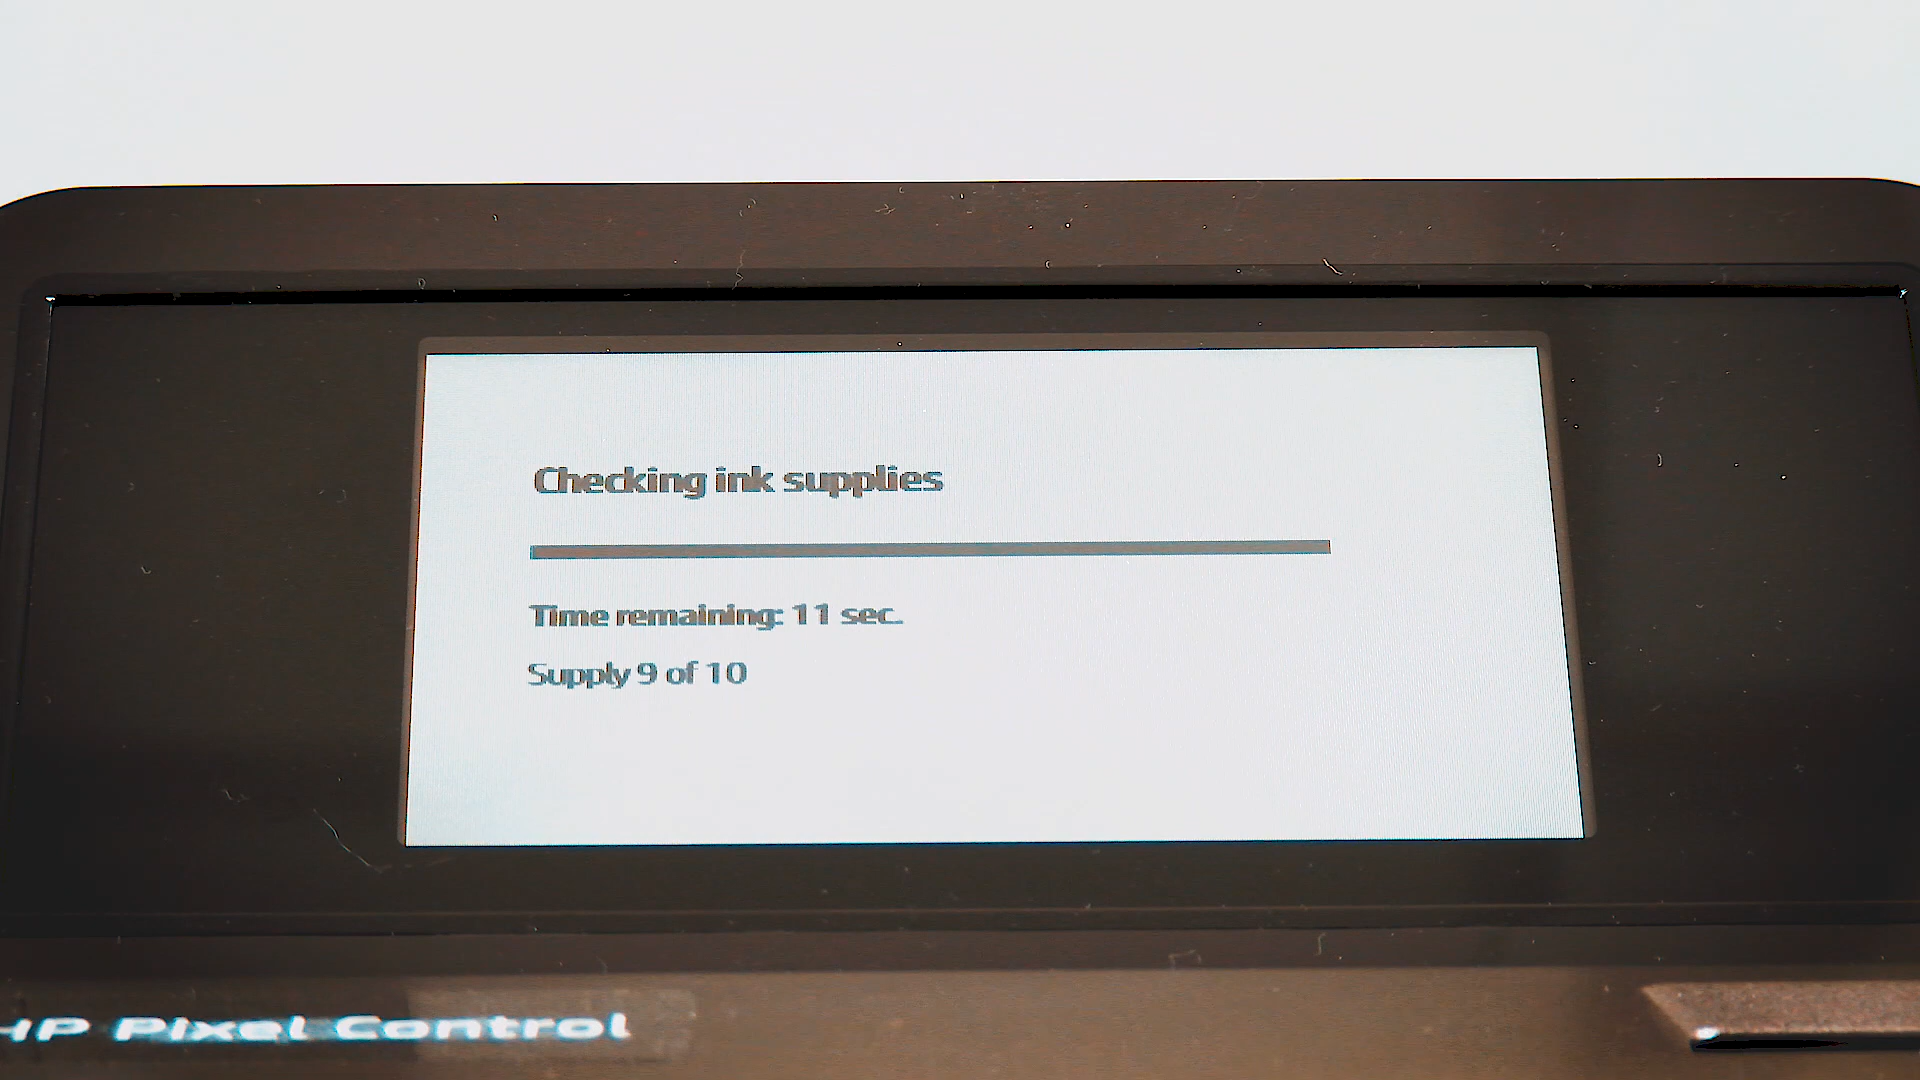 Checking ink supplies
Time remaining: 11 sec.
Supply 9 of 10
HP Pixel Control